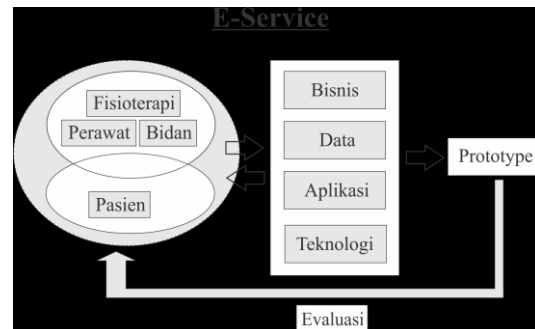 E-Service
Fisioterapi
Perawat Bidan
Pasien
Bisnis
Data
Aplikasi
Teknologi
Prototype
Evaluasi